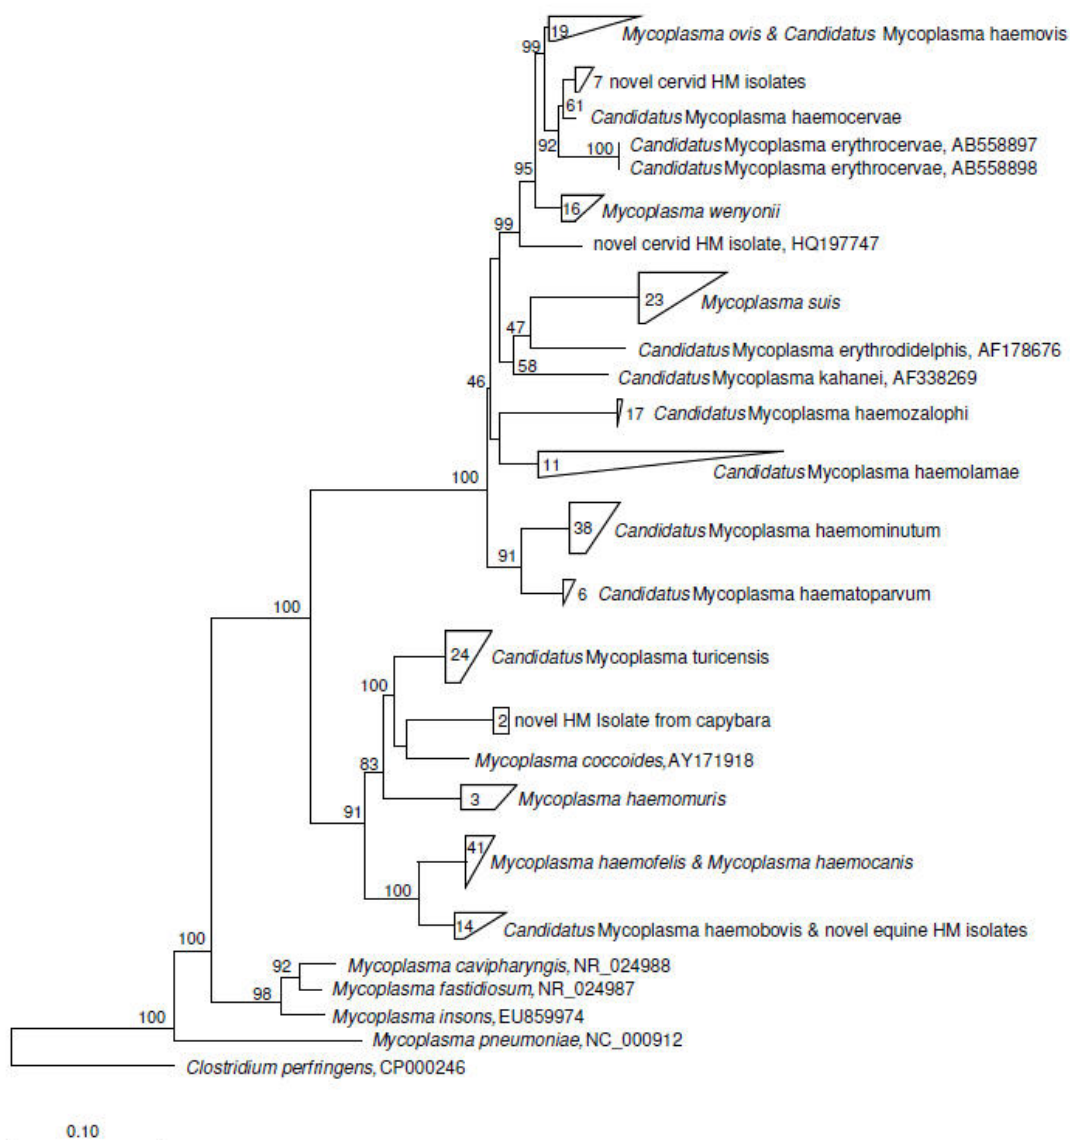 19 Mycoplasma ovis & Candidatus Mycoplasma haemovis
99
7 novel cervid HM isolates
61
Candidatus Mycoplasma haemocervae
92 100 Candidatus Mycoplasma erythrocervae, AB558897
Candidatus Mycoplasma erythrocervae, AB558898
95
16 Mycoplasma wenyonii
99
novel cervid HM isolate, HQ197747
23 Mycoplasma suis
47
Candidatus Mycoplasma erythrodidelphis, AF178676
58
Candidatus Mycoplasma kahanei, AF338269
46
17 Candidatus Mycoplasma haemozalophi
11 Candidatus Mycoplasma haemolamae
100
38 Candidatus Mycoplasma haemominutum
91
6 Candidatus Mycoplasma haematoparvum
100
24 Candidatus Mycoplasma turicensis
100
2 novel HM Isolate from capybara
Mycoplasma coccoides, AY171918
83
3 Mycoplasma haemomuris
91
41 Mycoplasma haemofelis & Mycoplasma haemocanis
100
14 Candidatus Mycoplasma haemobovis & novel equine HM isolates
100
92 Mycoplasma cavipharyngis, NR_024988
Mycoplasma fastidiosum, NR_024987
98
Mycoplasma insons, EU859974
100
Mycoplasma pneumoniae, NC_000912
Clostridium perfringens, CP000246
0.10